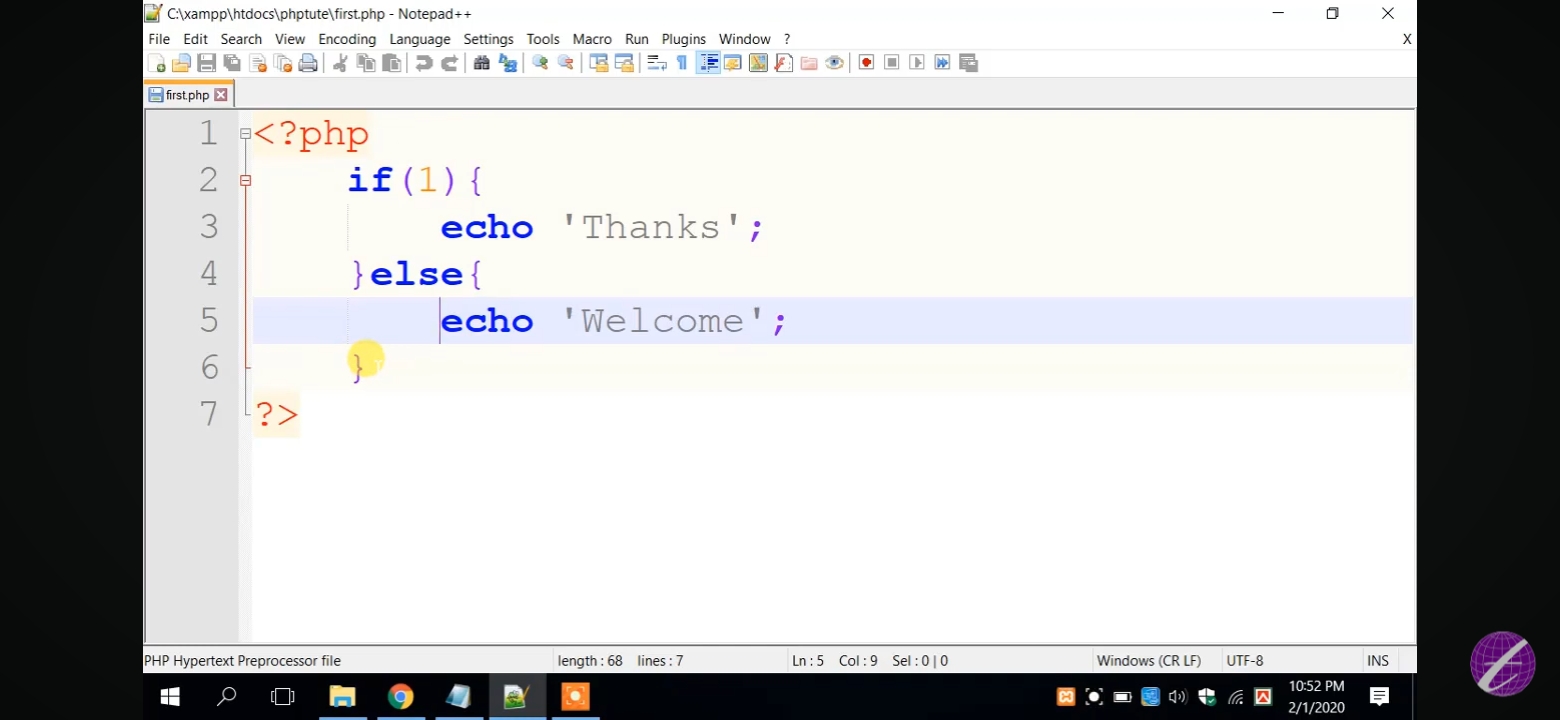 C:\xampp\htdocs\phptute\first.php - Notepad++
File Edit Search View Encoding Language Settings Tools Macro Run Plugins Window ? X
first.php
1 <?php
2 if(1){
3 echo 'Thanks';
4 }else{
5 echo 'Welcome';
6 }
7 ?>
PHP Hypertext Preprocessor file length : 68 lines : 7 Ln : 5 Col : 9 Sel : 0 | 0 Windows (CR LF) UTF-8 INS
10:52 PM
2/1/2020
t